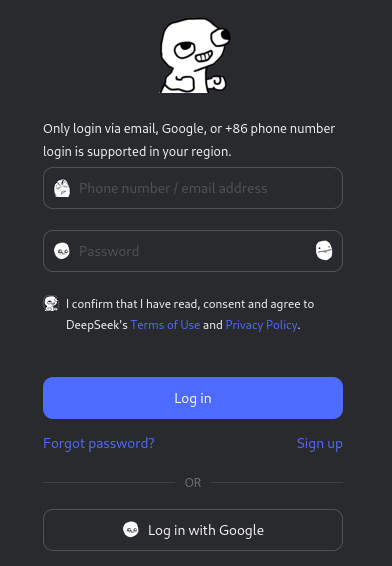 Only login via email, Google, or +86 phone number
login is supported in your region.
Phone number / email address
Password
I confirm that I have read, consent and agree to
DeepSeek's Terms of Use and Privacy Policy.
Log in
Forgot password?
Sign up
OR
Log in with Google